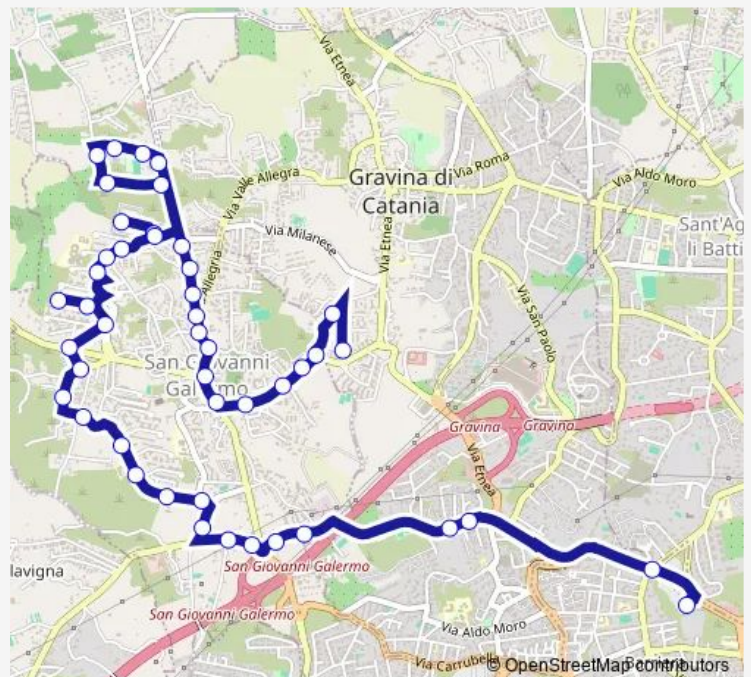 Via Etnea
Via Roma
Via Valle Allegra
Gravina di
Catania
Via Aldo Moro
Sant'Ag
li Batti
Via Milanese
Via Etnea
Allegria
Via San Paolo
San Giovanni
Galermo
Gravina
Gravina
Via Etnea
lavigna
San Giovanni Galermo
San Giovanni Galermo
Via Aldo Moro
Via Carrubella
© OpenStreetMap contributors